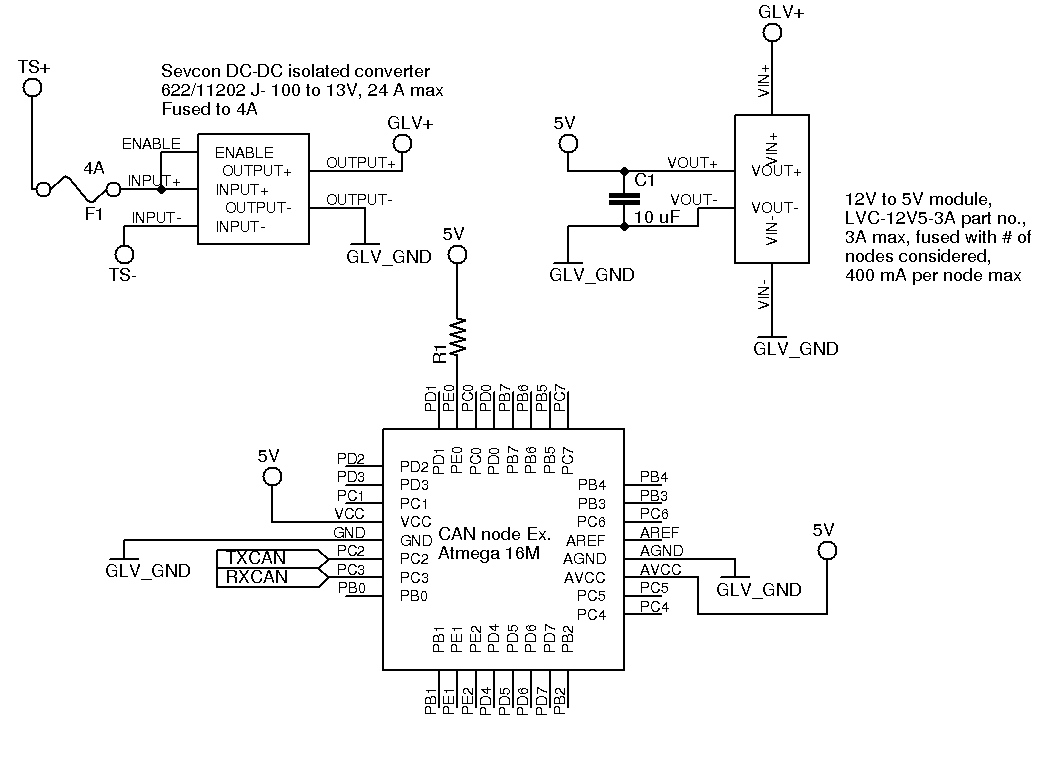 TS+
Sevcon DC-DC isolated converter
622/11202 J- 100 to 13V, 24 A max
Fused to 4A
4A
F1
ENABLE
INPUT+
INPUT-
TS-
ENABLE
OUTPUT+
INPUT+
OUTPUT-
INPUT-
OUTPUT+
OUTPUT-
GLV+
GLV_GND
GLV+
VIN+
5V
VOUT+
C1
VOUT-
10 uF
GLV_GND
VIN+
VOUT+
VOUT-
VIN-
VIN-
GLV_GND
12V to 5V module,
LVC-12V5-3A part no.,
3A max, fused with # of
nodes considered,
400 mA per node max
5V
R1
PD1
PE0
PC0
PD0
PB7
PB6
PB5
PC7
PD1
PE0
PC0
PD0
PB7
PB6
PB5
PC7
5V
PD2
PD3
PC1
VCC
GND
PC2
PC3
PB0
GLV_GND
TXCAN
RXCAN
PD2
PD3
PC1
VCC
GND
PC2
PC3
PB0
CAN node Ex.
Atmega 16M
PB4
PB3
PC6
AREF
AGND
AVCC
PC5
PC4
PB4
PB3
PC6
AREF
AGND
AVCC
PC5
PC4
5V
GLV_GND
PB1
PE1
PE2
PD4
PD5
PD6
PD7
PB2
PB1
PE1
PE2
PD4
PD5
PD6
PD7
PB2